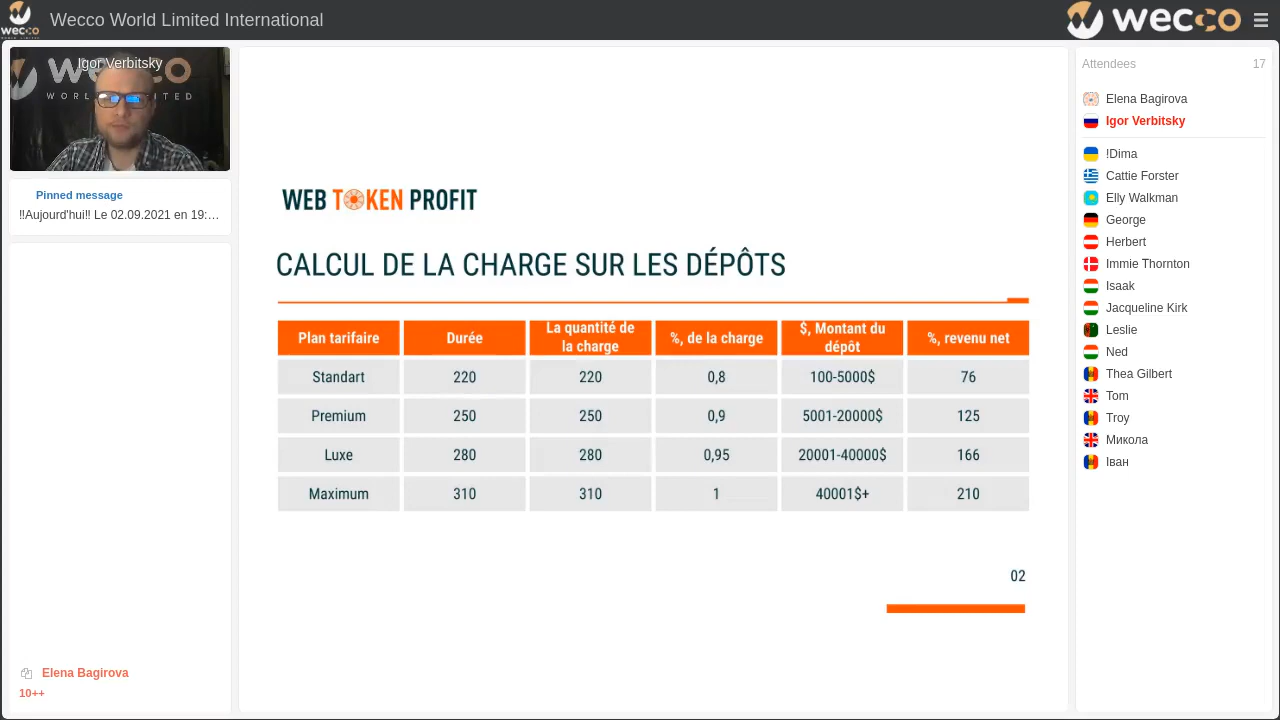 Wecco World Limited International
wecco
wecco
Igor Verbitsky
Pinned message
‼Aujourd'hui‼ Le 02.09.2021 en 19:…
Elena Bagirova
10++
WEB TOKEN PROFIT
CALCUL DE LA CHARGE SUR LES DÉPÔTS
Plan tarifaire Durée La quantité de la charge %, de la charge $, Montant du dépôt %, revenu net
Standart 220 220 0,8 100-5000$ 76
Premium 250 250 0,9 5001-20000$ 125
Luxe 280 280 0,95 20001-40000$ 166
Maximum 310 310 1 40001$+ 210
02
Attendees 17
Elena Bagirova
Igor Verbitsky
!Dima
Cattie Forster
Elly Walkman
George
Herbert
Immie Thornton
Isaak
Jacqueline Kirk
Leslie
Ned
Thea Gilbert
Tom
Troy
Микола
Іван